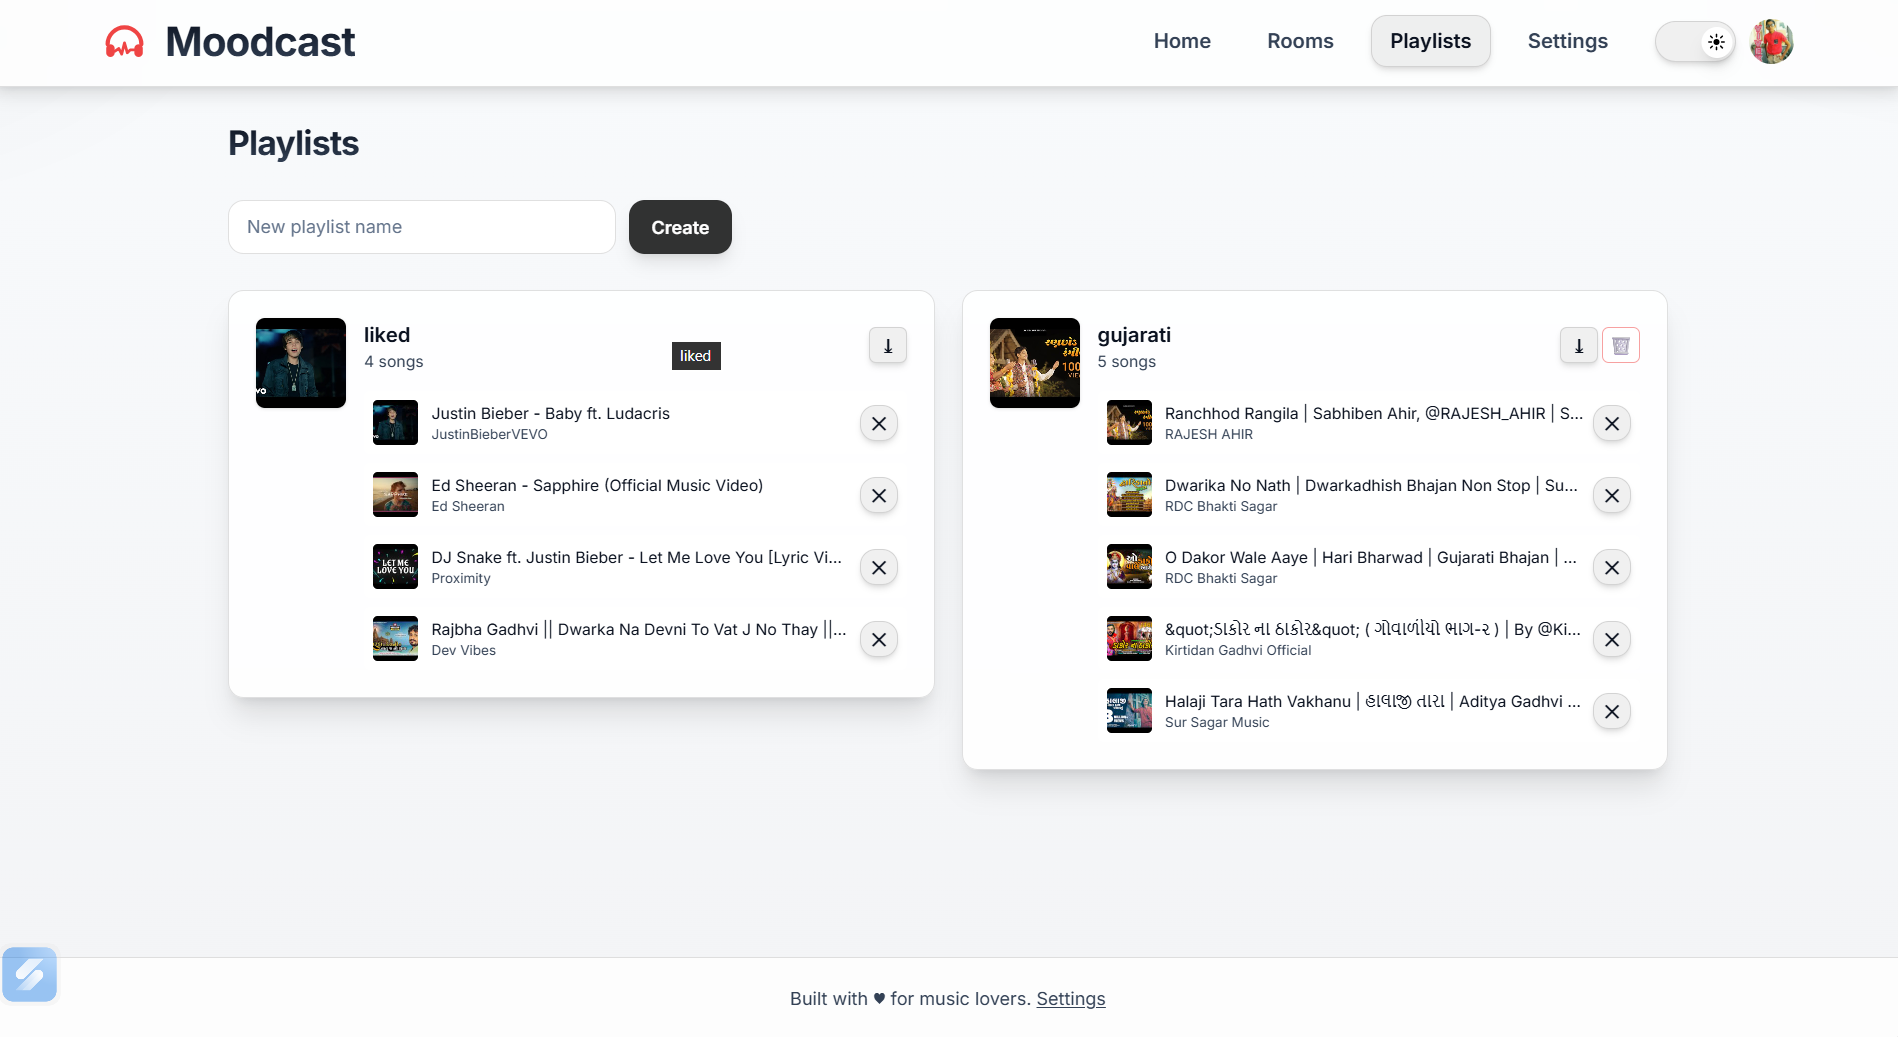 Moodcast
Home
Rooms
Playlists
Settings
Playlists
New playlist name
Create
liked
4 songs
liked
Justin Bieber - Baby ft. Ludacris
JustinBieberVEVO
Ed Sheeran - Sapphire (Official Music Video)
Ed Sheeran
DJ Snake ft. Justin Bieber - Let Me Love You [Lyric Vi...
LET ME
LOVE YOU
Proximity
Rajbha Gadhvi || Dwarka Na Devni To Vat J No Thay ||...
Dev Vibes
gujarati
5 songs
Ranchhod Rangila | Sabhiben Ahir, @RAJESH_AHIR | S...
RAJESH AHIR
Dwarika No Nath | Dwarkadhish Bhajan Non Stop | Su...
RDC Bhakti Sagar
O Dakor Wale Aaye | Hari Bharwad | Gujarati Bhajan | ...
RDC Bhakti Sagar
&quot;ડાકોર ના ઠાકોર&quot; ( ગોવાળીયો ભાગ-૨ ) | By @Ki...
Kirtidan Gadhvi Official
Halaji Tara Hath Vakhanu | હાલાજી તારા | Aditya Gadhvi ...
Sur Sagar Music
Built with ♥ for music lovers. Settings